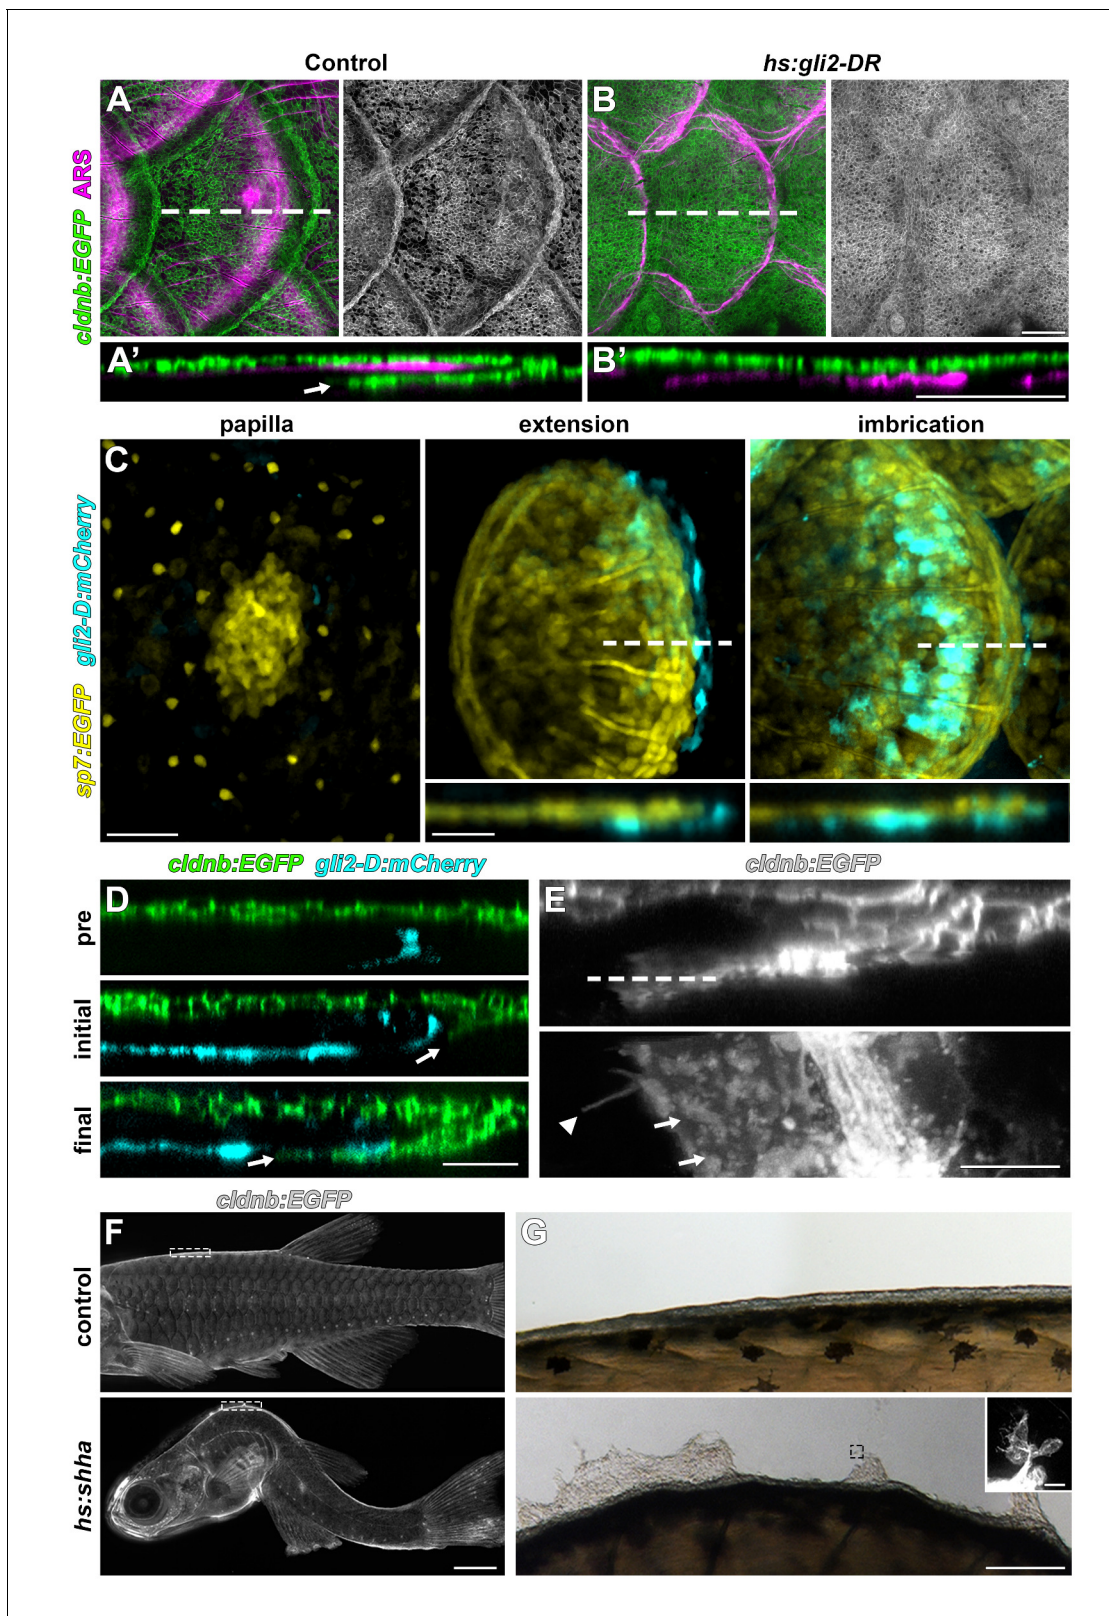 Control
hs:gli2-DR
A
B
cldnb:EGFP ARS
A’
B’
papilla
extension
imbrication
C
sp7:EGFP gli2-D:mCherry
cldnb:EGFP gli2-D:mCherry
cldnb:EGFP
D
E
pre
initial
final
cldnb:EGFP
F
G
control
hs:shha